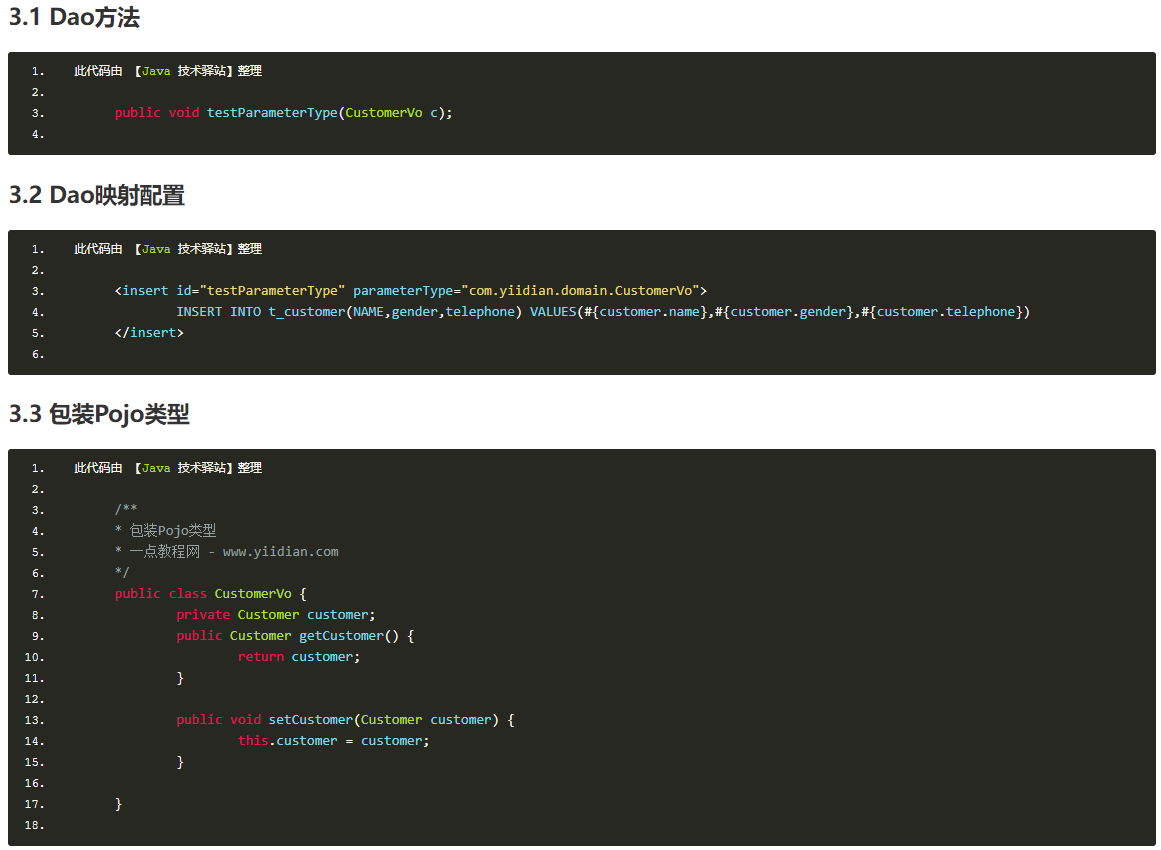 3.1 Dao方法
1. 此代码由 【Java 技术驿站】整理
2.
3. public void testParameterType(CustomerVo c);
4.
3.2 Dao映射配置
1. 此代码由 【Java 技术驿站】整理
2.
3. <insert id="testParameterType" parameterType="com.yiidian.domain.CustomerVo">
4. INSERT INTO t_customer(NAME,gender,telephone) VALUES(#{customer.name},#{customer.gender},#{customer.telephone})
5. </insert>
6.
3.3 包装Pojo类型
1. 此代码由 【Java 技术驿站】整理
2.
3. /**
4. * 包装Pojo类型
5. * 一点教程网 - www.yiidian.com
6. */
7. public class CustomerVo {
8. private Customer customer;
9. public Customer getCustomer() {
10. return customer;
11. }
12.
13. public void setCustomer(Customer customer) {
14. this.customer = customer;
15. }
16.
17. }
18.